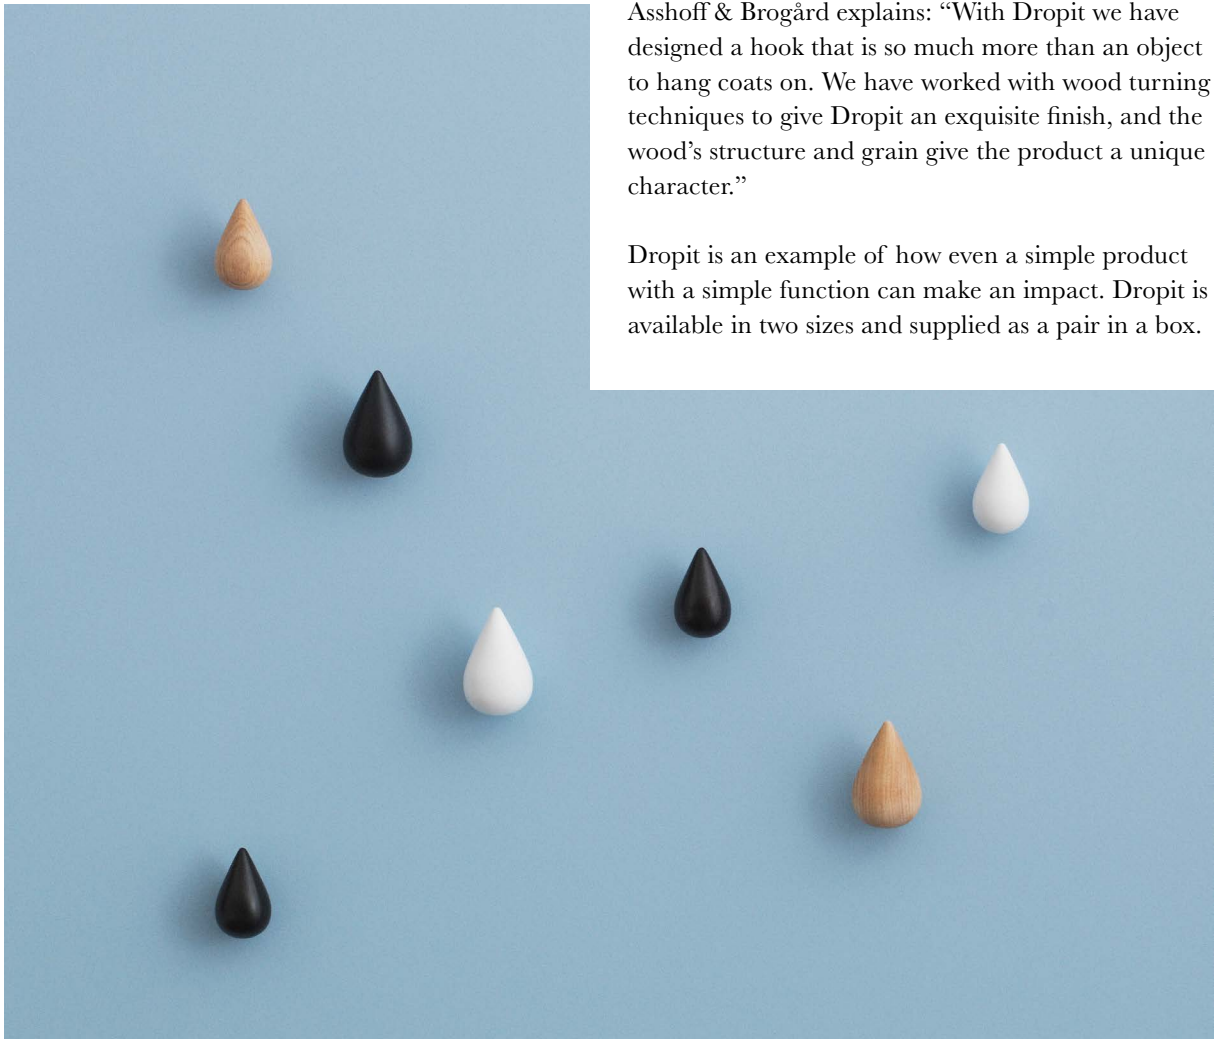 Asshoff & Brogård explains: “With Dropit we have
designed a hook that is so much more than an object
to hang coats on. We have worked with wood turning
techniques to give Dropit an exquisite finish, and the
wood’s structure and grain give the product a unique
character.”
Dropit is an example of how even a simple product
with a simple function can make an impact. Dropit is
available in two sizes and supplied as a pair in a box.